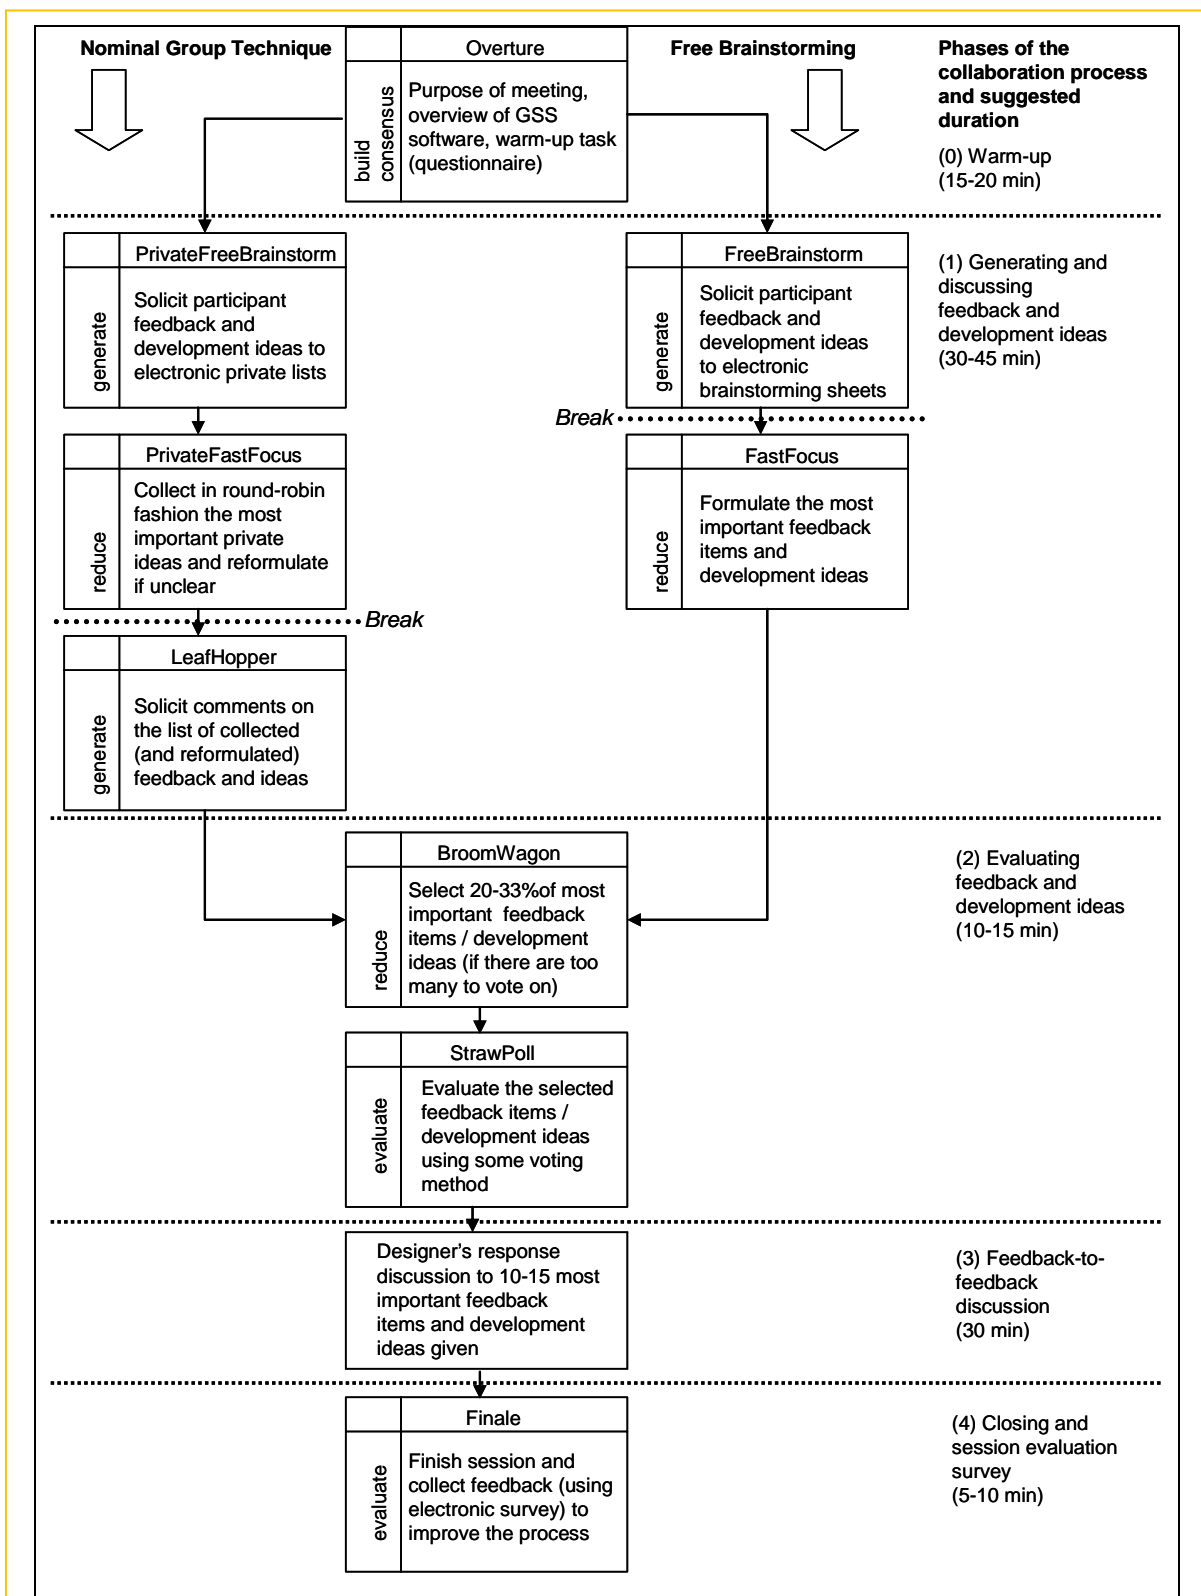 Nominal Group Technique
Overture
Free Brainstorming
Phases of the
collaboration process
and suggested
duration
build
consensus
Purpose of meeting,
overview of GSS
software, warm-up task
(questionnaire)
(0) Warm-up
(15-20 min)
PrivateFreeBrainstorm
generate
Solicit participant
feedback and
development ideas to
electronic private lists
FreeBrainstorm
generate
Solicit participant
feedback and
development ideas
to electronic
brainstorming sheets
(1) Generating and
discussing
feedback and
development ideas
(30-45 min)
Break
PrivateFastFocus
reduce
Collect in round-robin
fashion the most
important private
ideas and reformulate
if unclear
FastFocus
reduce
Formulate the most
important feedback
items and
development ideas
Break
LeafHopper
generate
Solicit comments on
the list of collected
(and reformulated)
feedback and ideas
BroomWagon
reduce
Select 20-33%of most
important feedback
items / development
ideas (if there are too
many to vote on)
(2) Evaluating
feedback and
development ideas
(10-15 min)
StrawPoll
evaluate
Evaluate the selected
feedback items /
development ideas
using some voting
method
Designer's response
discussion to 10-15 most
important feedback
items and development
ideas given
(3) Feedback-to-
feedback
discussion
(30 min)
Finale
evaluate
Finish session and
collect feedback (using
electronic survey) to
improve the process
(4) Closing and
session evaluation
survey
(5-10 min)